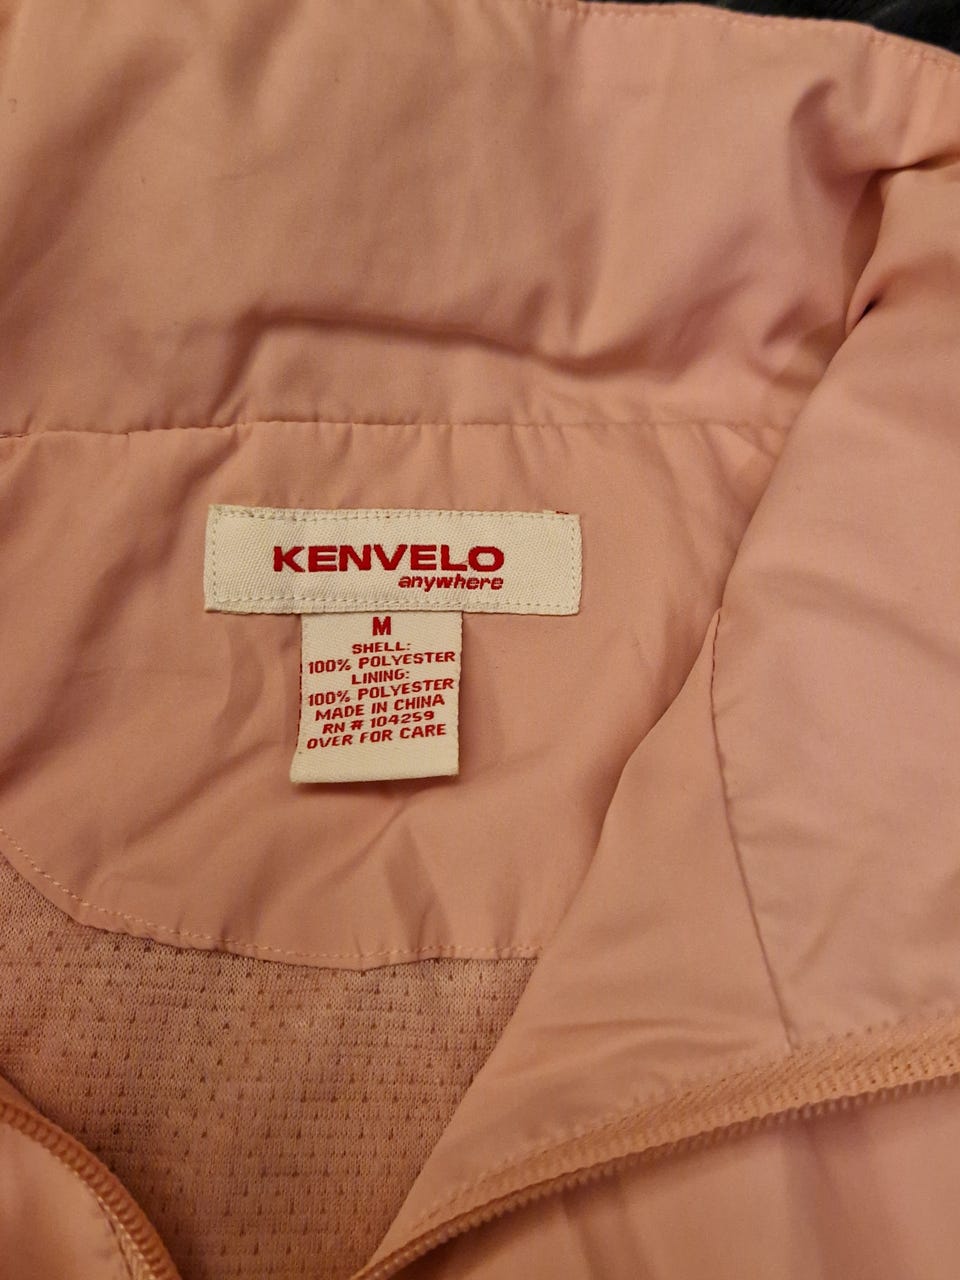 KENVELO
anywhere
M
SHELL:
100% POLYESTER
LINING:
100% POLYESTER
MADE IN CHINA
RN # 104259
OVER FOR CARE